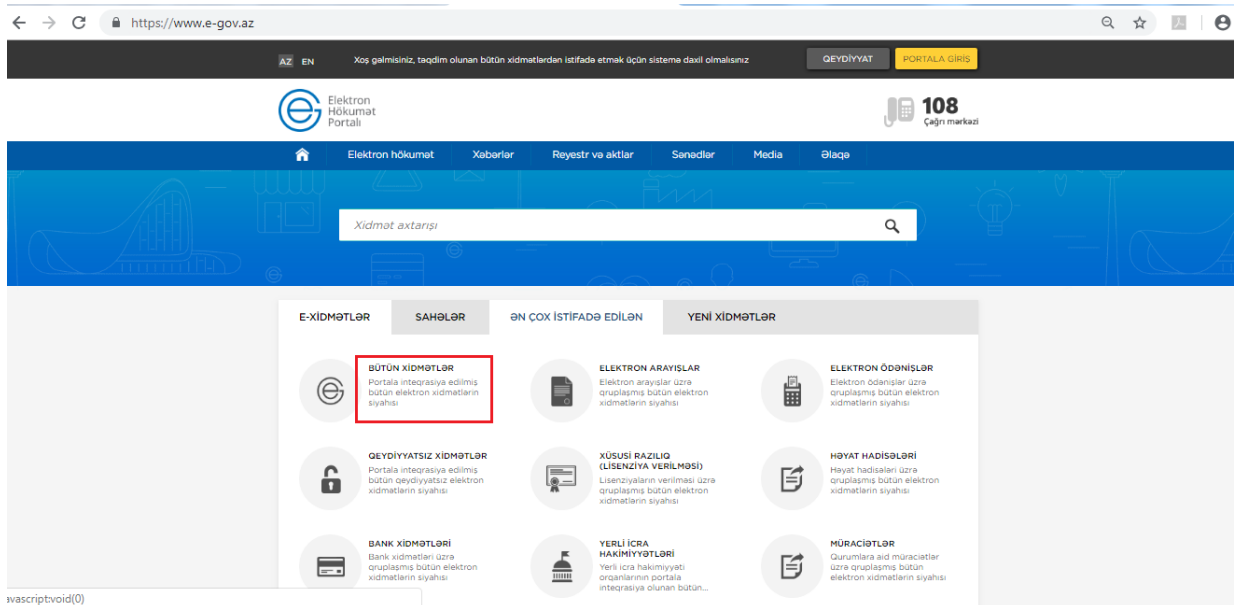 https://www.e-gov.az
AZ EN Xoş gəlmisiniz, təqdim olunan bütün xidmətlərdən istifadə etmək üçün sistemə daxil olmalısınız QEYDİYYAT PORTALA GİRİŞ
Elektron
Hökumət
Portalı
108
Çağrı mərkəzi
Elektron hökumət Xəbərlər Reyestr və aktlar Sənədlər Media Əlaqə
Xidmət axtarışı
E-XİDMƏTLƏR SAHƏLƏR ƏN ÇOX İSTİFADƏ EDİLƏN YENİ XİDMƏTLƏR
BÜTÜN XİDMƏTLƏR
Portala inteqrasiya edilmiş
bütün elektron xidmətlərin
siyahısı
ELEKTRON ARAYIŞLAR
Elektron arayışlar üzrə
qruplaşmış bütün elektron
xidmətlərin siyahısı
ELEKTRON ÖDƏNİŞLƏR
Elektron ödənişlər üzrə
qruplaşmış bütün elektron
xidmətlərin siyahısı
QEYDİYYATSIZ XİDMƏTLƏR
Portala inteqrasiya edilmiş
bütün qeydiyyatsız elektron
xidmətlərin siyahısı
XÜSUSİ RAZILIQ
(LİSENZİYA VERİLMƏSİ)
Lisenziyaların verilməsi üzrə
qruplaşmış bütün elektron
xidmətlərin siyahısı
HƏYAT HADİSƏLƏRİ
Həyat hadisələri üzrə
qruplaşmış bütün elektron
xidmətlərin siyahısı
BANK XİDMƏTLƏRİ
Bank xidmətləri üzrə
qruplaşmış bütün elektron
xidmətlərin siyahısı
YERLİ İCRA
HAKİMİYYƏTLƏRİ
Yerli icra hakimiyyəti
orqanlarının portala
inteqrasiya olunan bütün...
MÜRACİƏTLƏR
Qurumlara aid müraciətlər
üzrə qruplaşmış bütün
elektron xidmətlərin siyahısı
avascript:void(0)